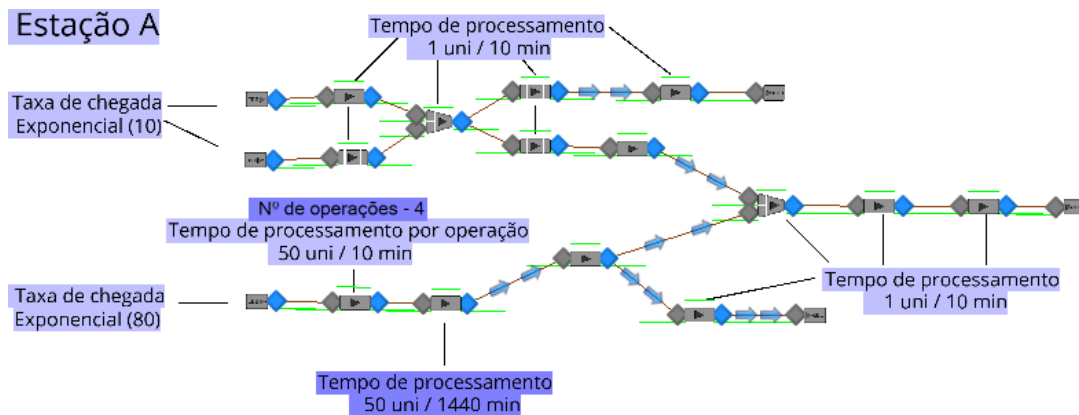 Estação A
Tempo de processamento
1 uni / 10 min
Taxa de chegada
Exponencial (10)
Nº de operações - 4
Tempo de processamento por operação
50 uni / 10 min
Taxa de chegada
Exponencial (80)
Tempo de processamento
1 uni / 10 min
Tempo de processamento
50 uni / 1440 min